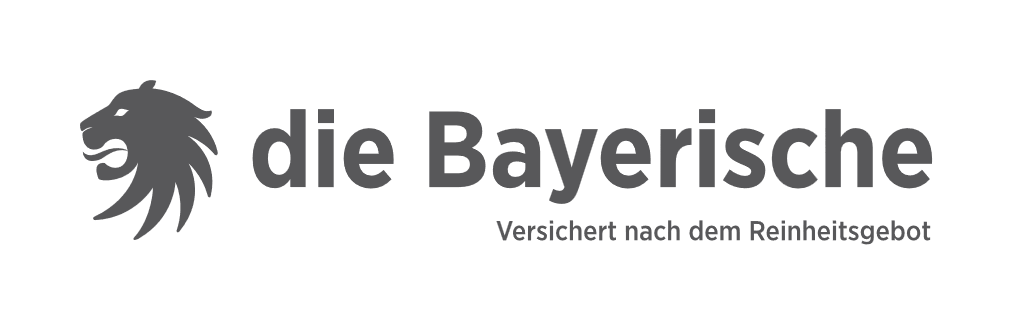 die Bayerische
Versichert nach dem Reinheitsgebot